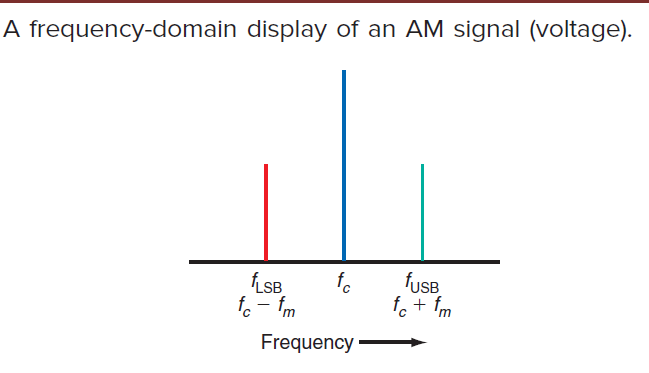 A frequency-domain display of an AM signal (voltage).
fLSB fc fUSB
fc − fm fc + fm
Frequency